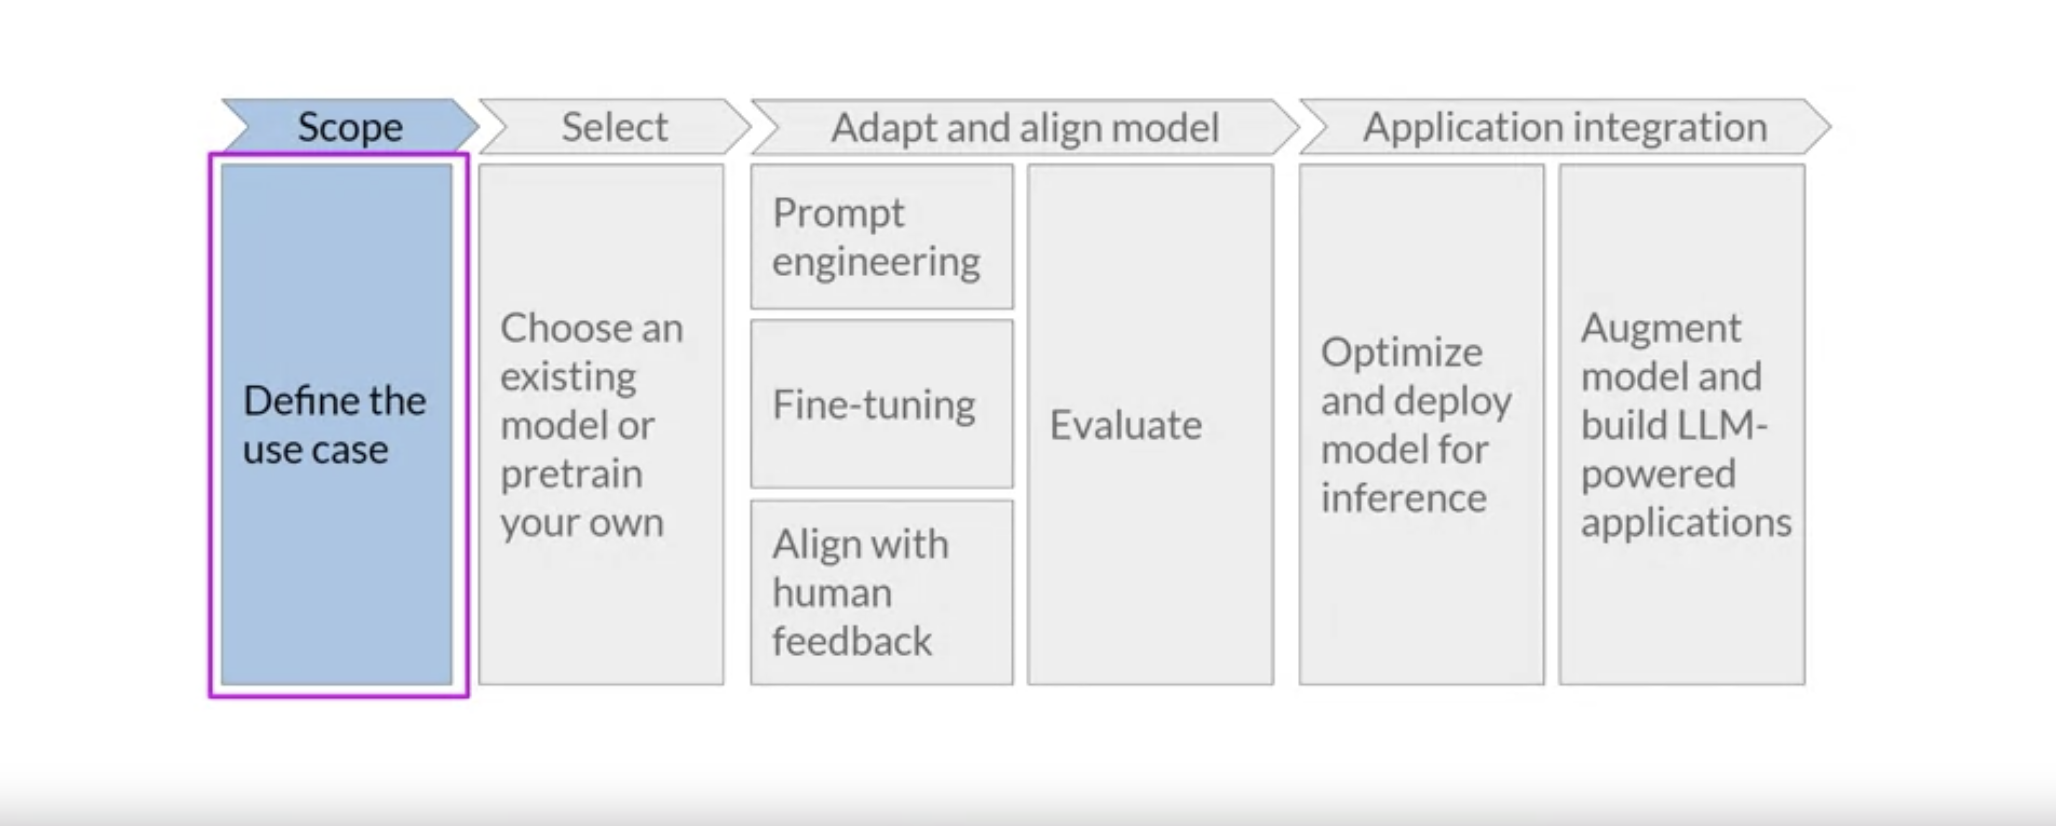 Scope
Select
Adapt and align model
Application integration
Define the
use case
Choose an
existing
model or
pretrain
your own
Prompt
engineering
Fine-tuning
Align with
human
feedback
Evaluate
Optimize
and deploy
model for
inference
Augment
model and
build LLM-
powered
applications